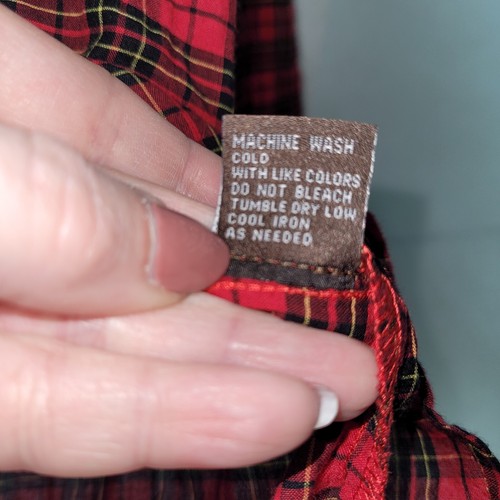 MACHINE WASH
COLD
WITH LIKE COLORS
DO NOT BLEACH
TUMBLE DRY LOW
COOL IRON
AS NEEDED